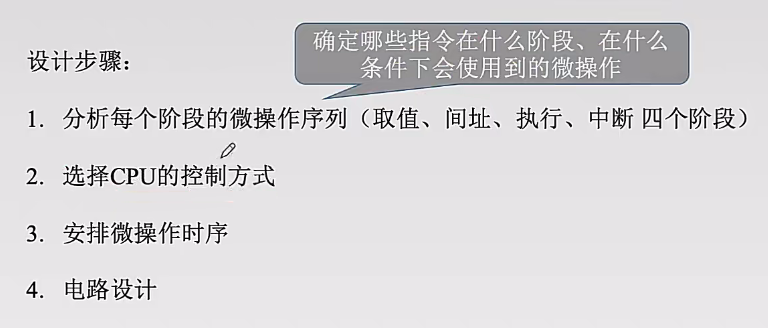 确定哪些指令在什么阶段、在什么
条件下会使用到的微操作
设计步骤：
1. 分析每个阶段的微操作序列（取值、间址、执行、中断 四个阶段）
2. 选择CPU的控制方式
3. 安排微操作时序
4. 电路设计